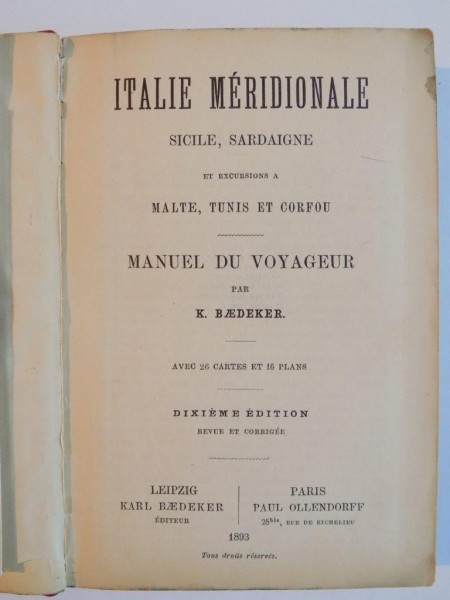 ITALIE MÉRIDIONALE
SICILE, SARDAIGNE
ET EXCURSIONS A
MALTE, TUNIS ET CORFOU
MANUEL DU VOYAGEUR
PAR
K. BÆDEKER.
AVEC 26 CARTES ET 16 PLANS
DIXIÈME ÉDITION
REVUE ET CORRIGÉE
LEIPZIG
KARL BÆDEKER
ÉDITEUR
PARIS
PAUL OLLENDORFF
26bis, RUE DE RICHELIEU
1893
Tous droits réservés.